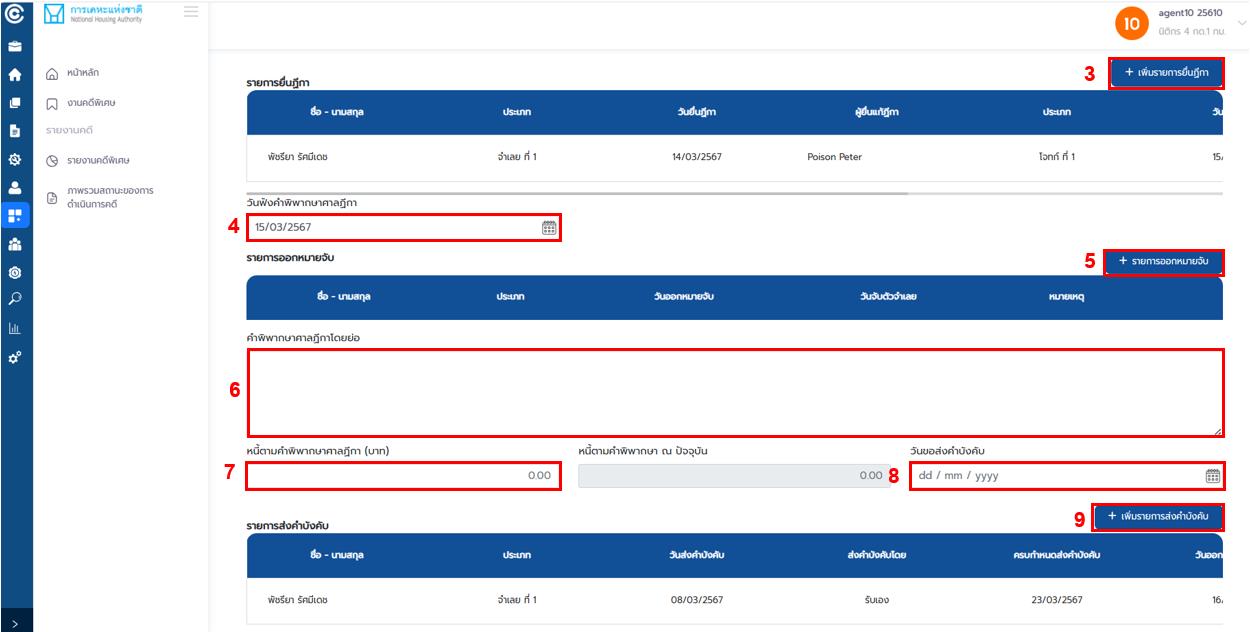 การเคหะแห่งชาติ
National Housing Authority
agent10 25610
10
นิติกร 4 กด.1 กม.
หน้าหลัก
งานคดีพิเศษ
รายงานคดี
รายงานคดีพิเศษ
ภาพรวมสถานะของการ
ดำเนินการคดี
รายการยื่นฎีกา
3
+ เพิ่มรายการยื่นฎีกา
ชื่อ - นามสกุล ประเภท วันยื่นฎีกา ผู้ยื่นแก้ฎีกา ประเภท วัน
พัชรียา รัศมีเดช จำเลย ที่ 1 14/03/2567 Poison Peter โจทก์ ที่ 1 15/
วันฟังคำพิพากษาศาลฎีกา
4 15/03/2567
รายการออกหมายจับ
5
+ รายการออกหมายจับ
ชื่อ - นามสกุล ประเภท วันออกหมายจับ วันจับตัวจำเลย หมายเหตุ
คำพิพากษาศาลฎีกาโดยย่อ
6
หนี้ตามคำพิพากษาศาลฎีกา (บาท) หนี้ตามคำพิพากษา ณ ปัจจุบัน วันขอส่งคำบังคับ
7 0.00 0.00 8 dd / mm / yyyy
รายการส่งคำบังคับ
9
+ เพิ่มรายการส่งคำบังคับ
ชื่อ - นามสกุล ประเภท วันส่งคำบังคับ ส่งคำบังคับโดย ครบกำหนดส่งคำบังคับ วันออก
พัชรียา รัศมีเดช จำเลย ที่ 1 08/03/2567 รับเอง 23/03/2567 16/